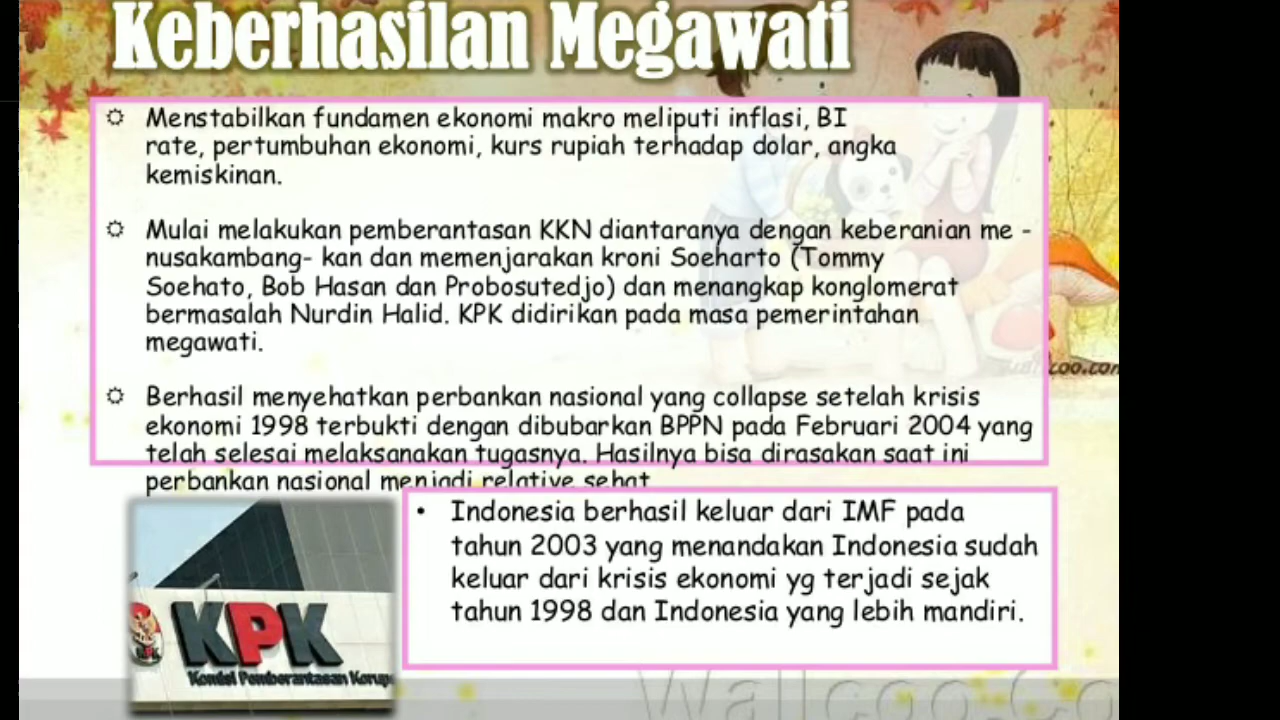 Keberhasilan Megawati
Menstabilkan fundamen ekonomi makro meliputi inflasi, BI
rate, pertumbuhan ekonomi, kurs rupiah terhadap dolar, angka
kemiskinan.
Mulai melakukan pemberantasan KKN diantaranya dengan keberanian me -
nusakambang- kan dan memenjarakan kroni Soeharto (Tommy
Soehato, Bob Hasan dan Probosutedjo) dan menangkap konglomerat
bermasalah Nurdin Halid. KPK didirikan pada masa pemerintahan
megawati.
Berhasil menyehatkan perbankan nasional yang collapse setelah krisis
ekonomi 1998 terbukti dengan dibubarkan BPPN pada Februari 2004 yang
telah selesai melaksanakan tugasnya. Hasilnya bisa dirasakan saat ini
perbankan nasional menjadi relative sehat
• Indonesia berhasil keluar dari IMF pada
tahun 2003 yang menandakan Indonesia sudah
keluar dari krisis ekonomi yg terjadi sejak
tahun 1998 dan Indonesia yang lebih mandiri.
KPK
Pemberantasan
Wallcoo.Co